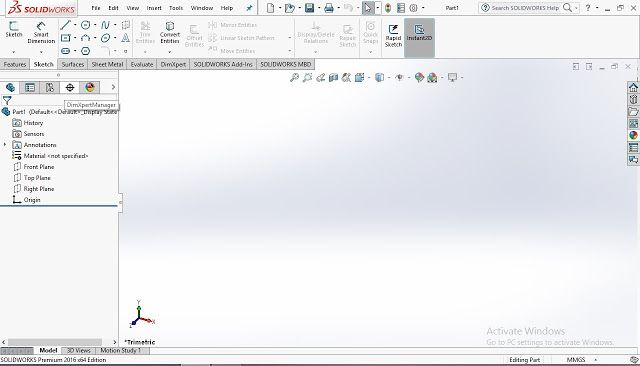 SOLIDWORKS File Edit View Insert Tools Window Help Part1 Search SOLIDWORKS Help
Sketch Smart Dimension Trim Entities Convert Entities Offset Entities Mirror Entities Linear Sketch Pattern Move Entities Display/Delete Relations Repair Sketch Quick Snaps Rapid Sketch Instant2D
Features Sketch Surfaces Sheet Metal Evaluate DimXpert SOLIDWORKS Add-Ins SOLIDWORKS MBD
DimXpertManager
Part1 (Default<<Default>_Display State
History
Sensors
Annotations
Material <not specified>
Front Plane
Top Plane
Right Plane
Origin
Y
X
Z
*Trimetric
Activate Windows
Go to PC settings to activate Windows.
Model 3D Views Motion Study 1
SOLIDWORKS Premium 2016 x64 Edition Editing Part MMGS